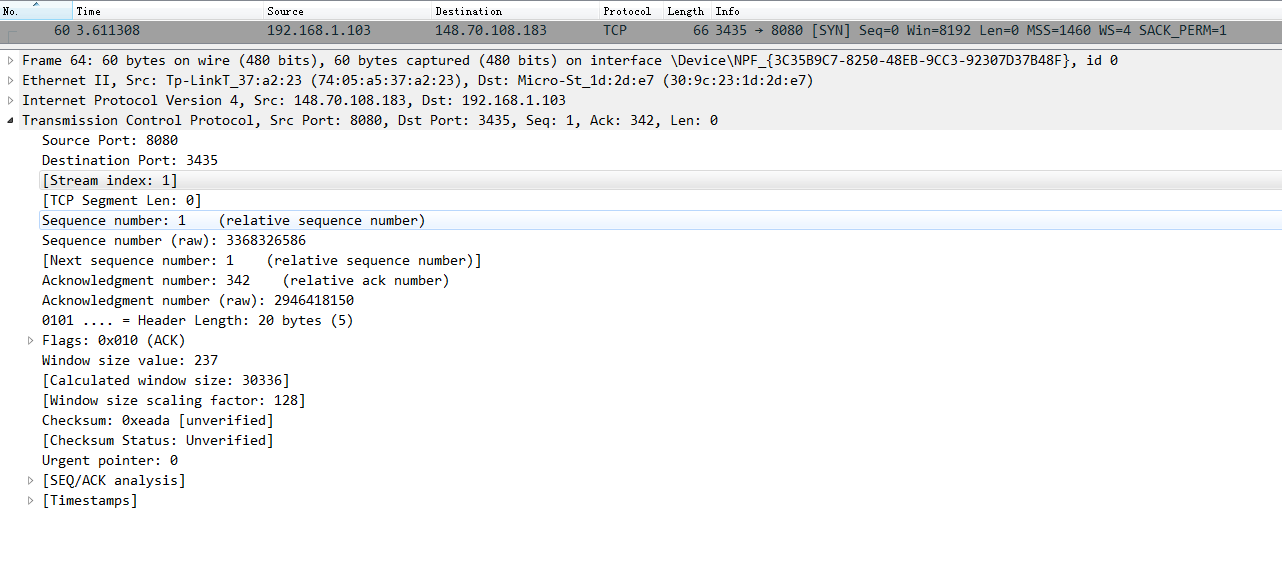 No. Time Source Destination Protocol Length Info
60 3.611308 192.168.1.103 148.70.108.183 TCP 66 3435 → 8080 [SYN] Seq=0 Win=8192 Len=0 MSS=1460 WS=4 SACK_PERM=1
Frame 64: 60 bytes on wire (480 bits), 60 bytes captured (480 bits) on interface \Device\NPF_{3C35B9C7-8250-48EB-9CC3-92307D37B48F}, id 0
Ethernet II, Src: Tp-LinkT_37:a2:23 (74:05:a5:37:a2:23), Dst: Micro-St_1d:2d:e7 (30:9c:23:1d:2d:e7)
Internet Protocol Version 4, Src: 148.70.108.183, Dst: 192.168.1.103
Transmission Control Protocol, Src Port: 8080, Dst Port: 3435, Seq: 1, Ack: 342, Len: 0
Source Port: 8080
Destination Port: 3435
[Stream index: 1]
[TCP Segment Len: 0]
Sequence number: 1 (relative sequence number)
Sequence number (raw): 3368326586
[Next sequence number: 1 (relative sequence number)]
Acknowledgment number: 342 (relative ack number)
Acknowledgment number (raw): 2946418150
0101 .... = Header Length: 20 bytes (5)
Flags: 0x010 (ACK)
Window size value: 237
[Calculated window size: 30336]
[Window size scaling factor: 128]
Checksum: 0xeada [unverified]
[Checksum Status: Unverified]
Urgent pointer: 0
[SEQ/ACK analysis]
[Timestamps]